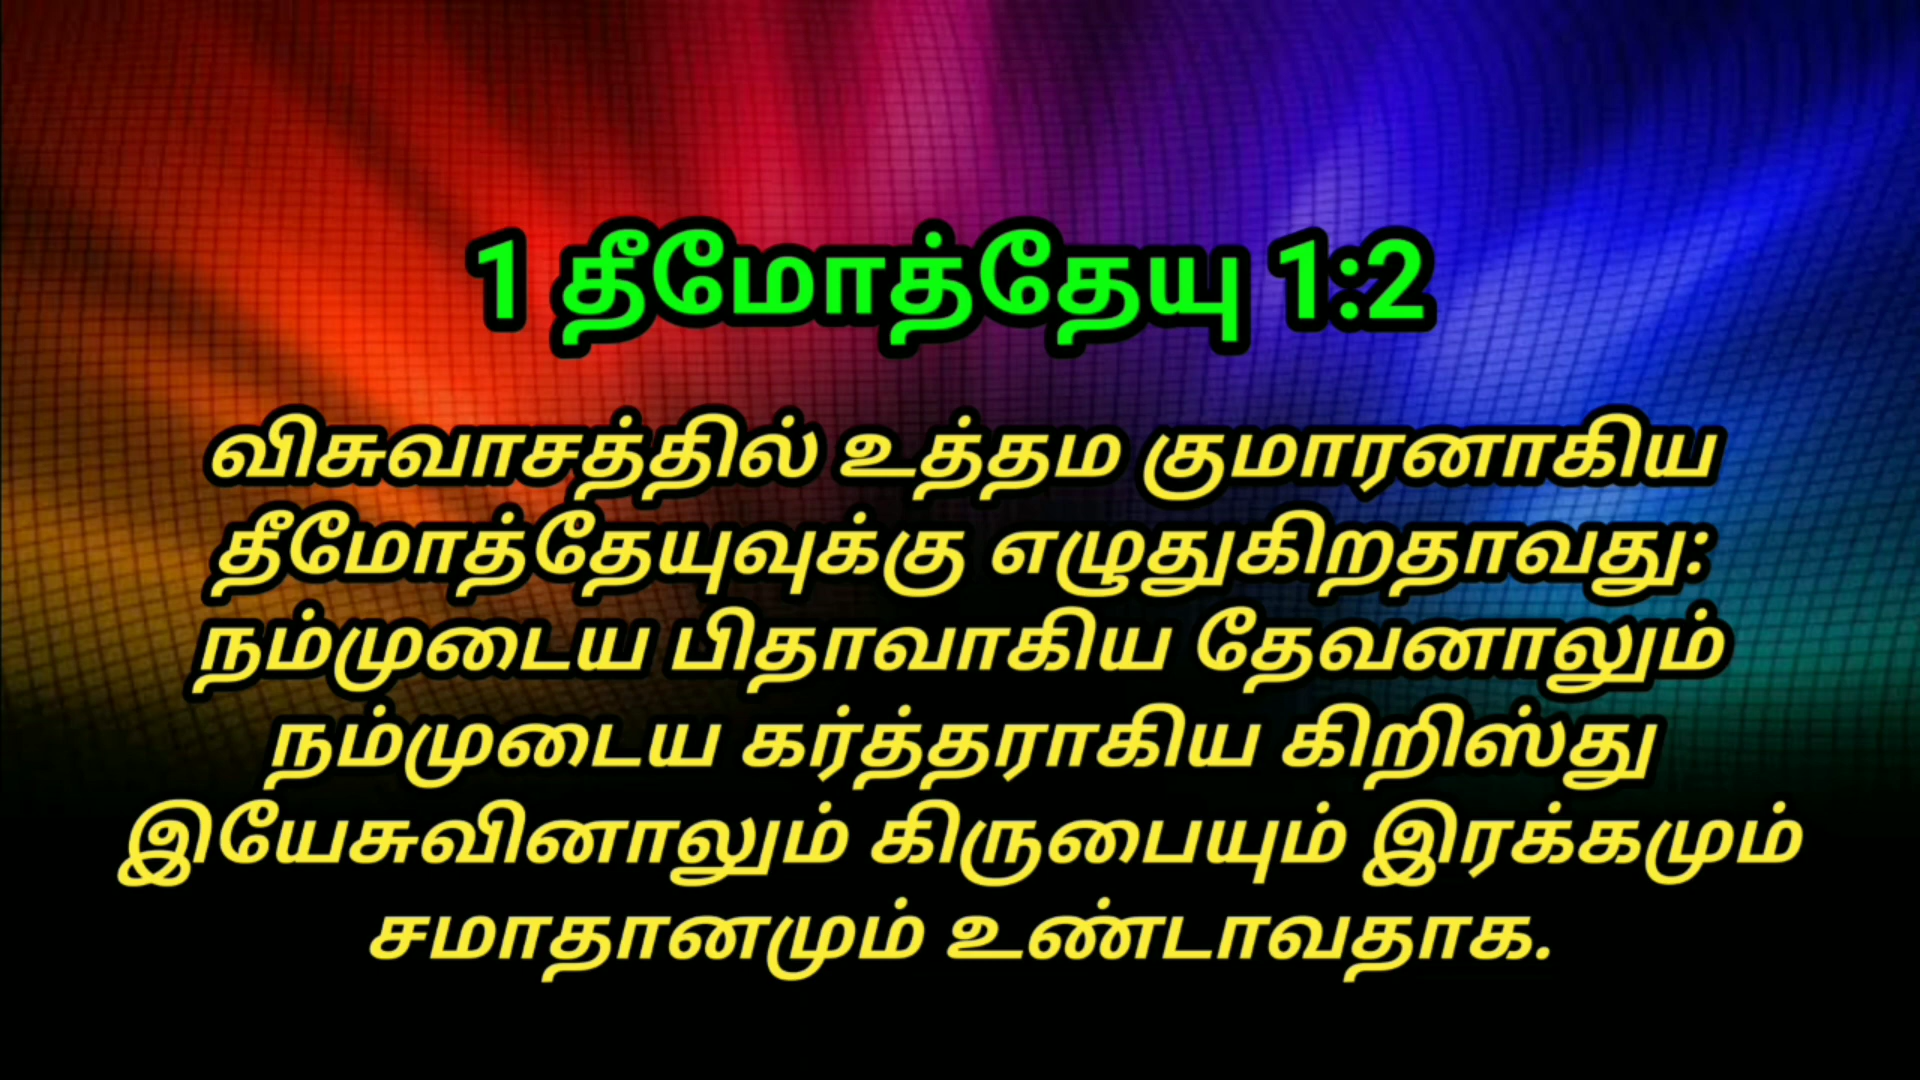 1 தீமோத்தேயு 1:2
விசுவாசத்தில் உத்தம குமாரனாகிய
தீமோத்தேயுவுக்கு எழுதுகிறதாவது:
நம்முடைய பிதாவாகிய தேவனாலும்
நம்முடைய கர்த்தராகிய கிறிஸ்து
இயேசுவினாலும் கிருபையும் இரக்கமும்
சமாதானமும் உண்டாவதாக.